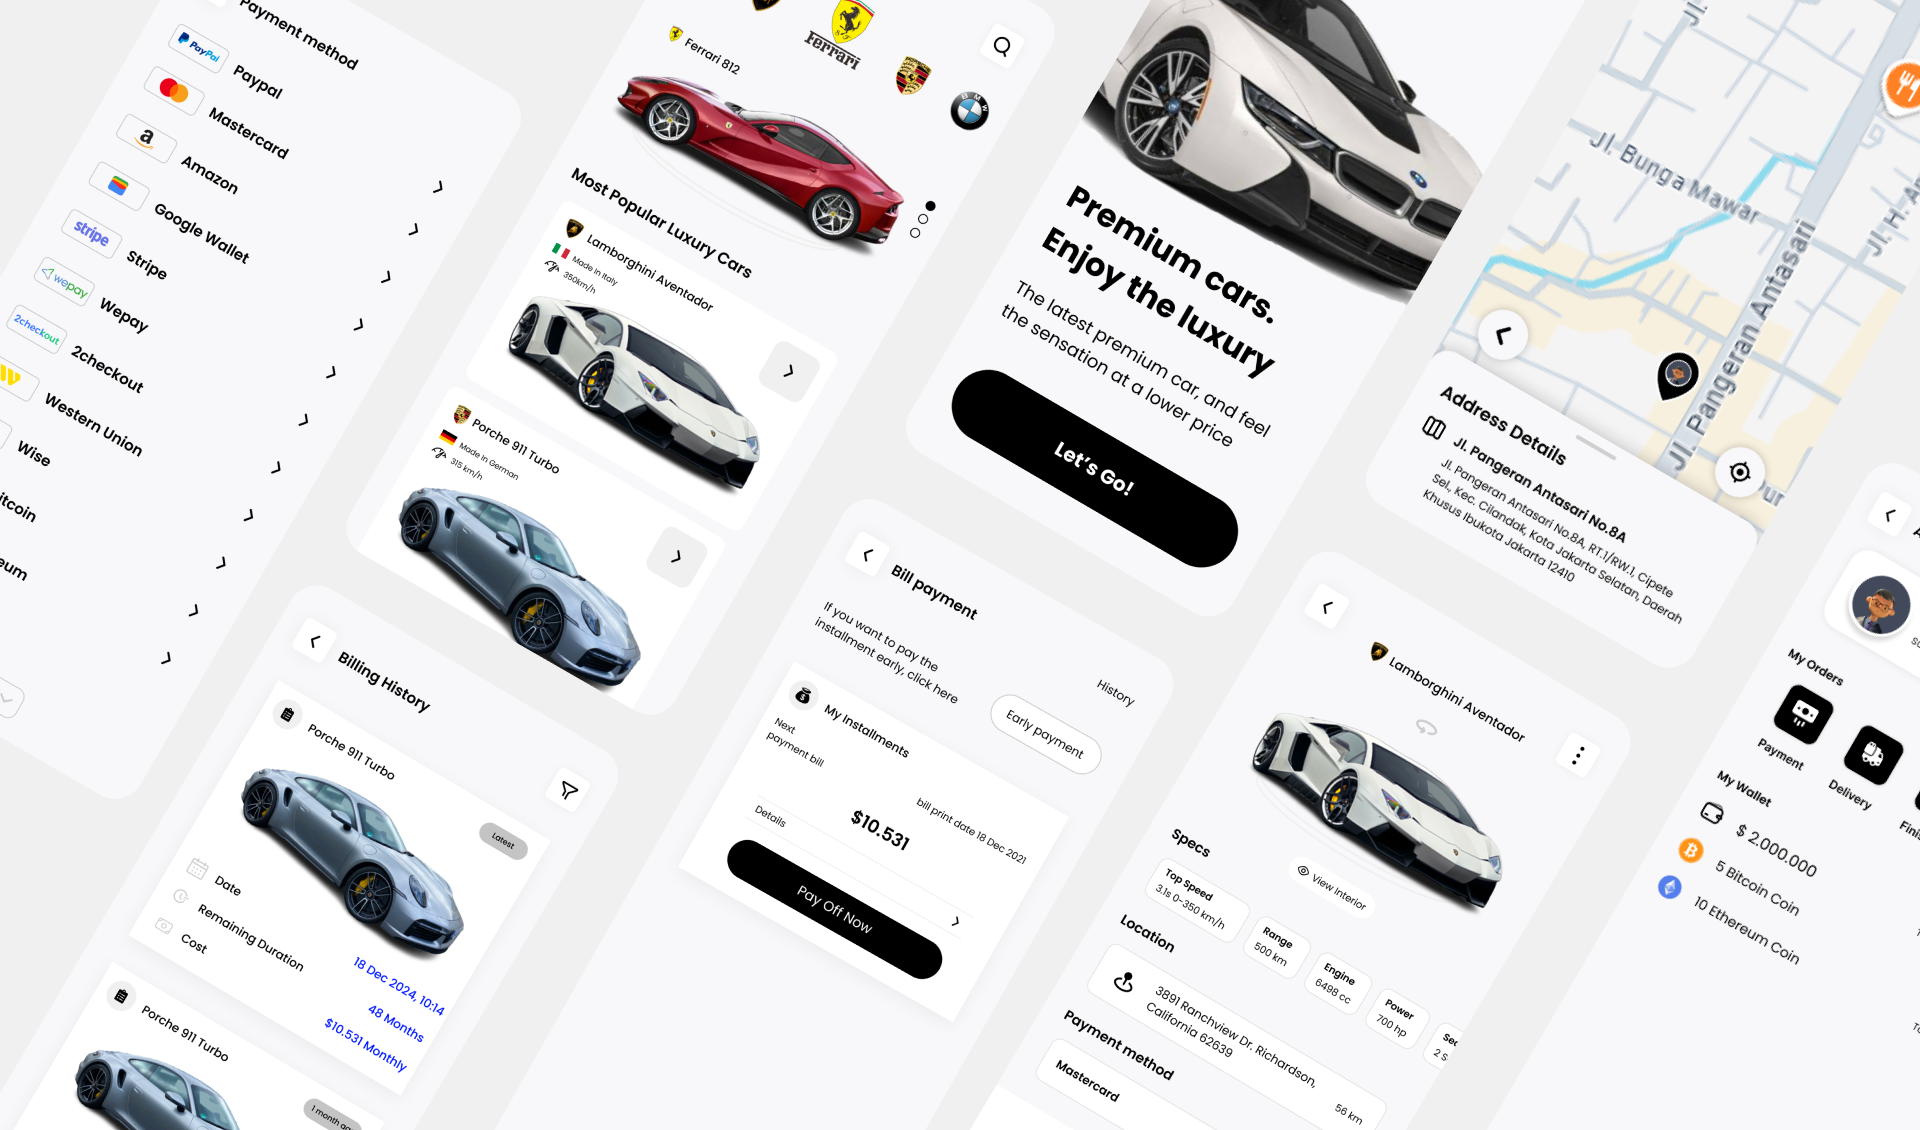 Payment method
PayPal
Paypal
Mastercard
a
Amazon
Google Wallet
stripe
Stripe
wepay
Wepay
2checkout
2checkout
Western Union
Wise
Ferrari
Ferrari 812
BMW
Most Popular Luxury Cars
Lamborghini Aventador
Made in Italy
350km/h
Porche 911 Turbo
Made in German
315 km/h
Premium cars.
Enjoy the luxury
The latest premium car, and feel
the sensation at a lower price
Let's Go!
Jl. Bunga Mawar
Jl. Pangeran Antasari
Jl. H.
Address Details
Jl. Pangeran Antasari No.8A
Jl. Pangeran Antasari No.8A, RT.1/RW.1, Cipete
Sel., Kec. Cilandak, Kota Jakarta Selatan, Daerah
Khusus Ibukota Jakarta 12410
Billing History
Porche 911 Turbo
Latest
Date
18 Dec 2024, 10:14
Remaining Duration
48 Months
Cost
$10.531 Monthly
Porche 911 Turbo
1 month
Bill payment
If you want to pay the
installment early, click here
History
Early payment
My Installments
Next
payment bill
bill print date 18 Dec 2021
$10.531
Details
Pay Off Now
Lamborghini Aventador
View Interior
Specs
Top Speed
3.1s 0-350 km/h
Range
500 km
Engine
6498 cc
Power
700 hp
2 s
Location
3891 Ranchview Dr. Richardson,
California 62639
56 km
Payment method
Mastercard
My Orders
Payment
Delivery
My Wallet
$ 2.000.000
5 Bitcoin Coin
10 Ethereum Coin